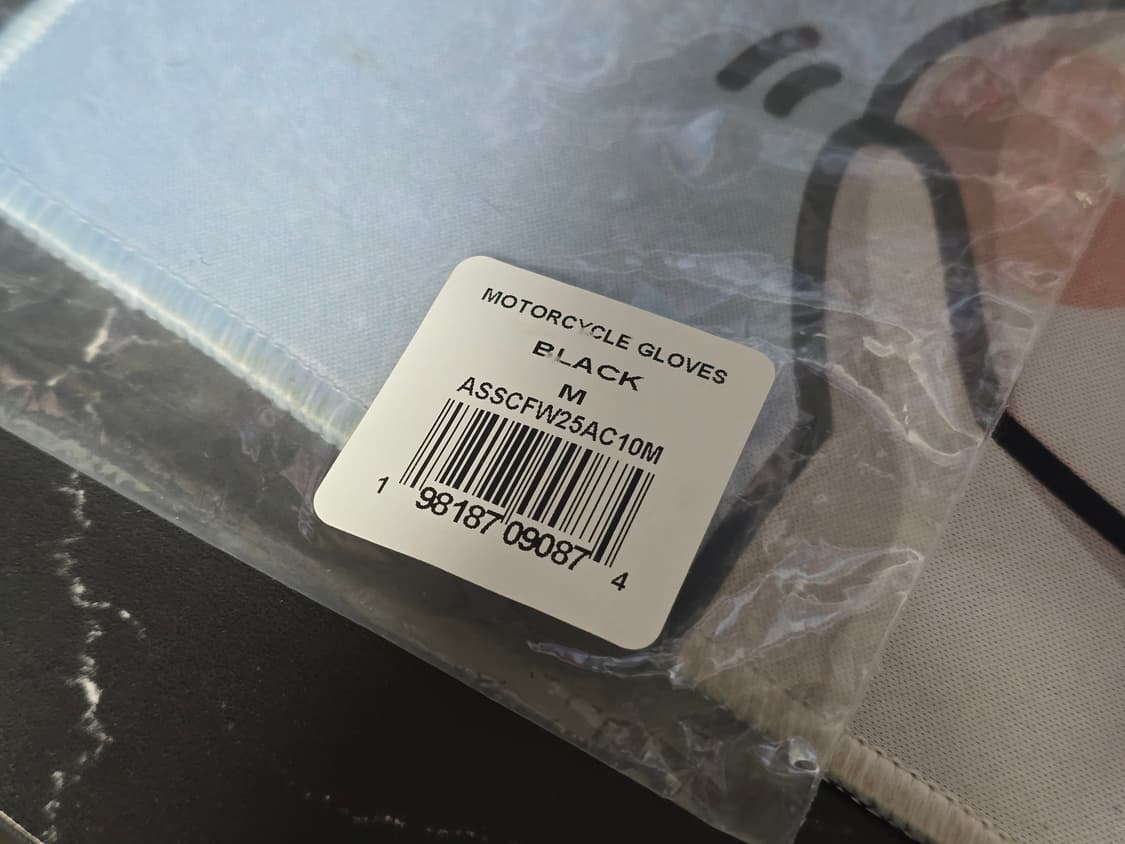 MOTORCYCLE GLOVES
BLACK
M
ASSCFW25AC10M
1 98187 09087 4